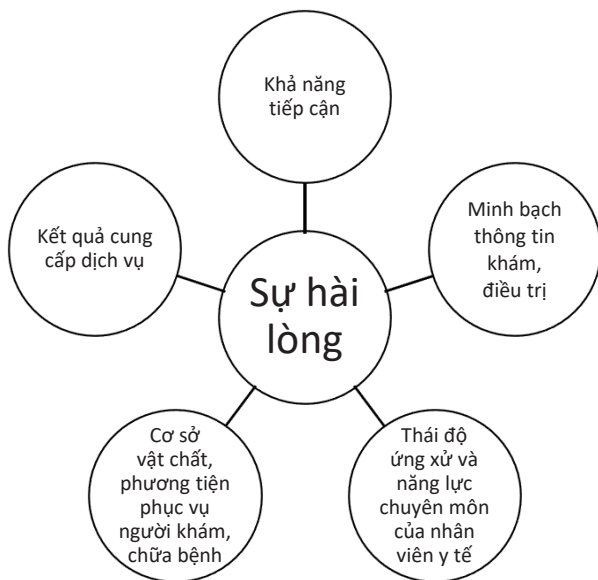 Khả năng
tiếp cận
Kết quả cung
cấp dịch vụ
Minh bạch
thông tin
khám,
điều trị
Sự hài
lòng
Cơ sở
vật chất,
phương tiện
phục vụ
người khám,
chữa bệnh
Thái độ
ứng xử và
năng lực
chuyên môn
của nhân
viên y tế